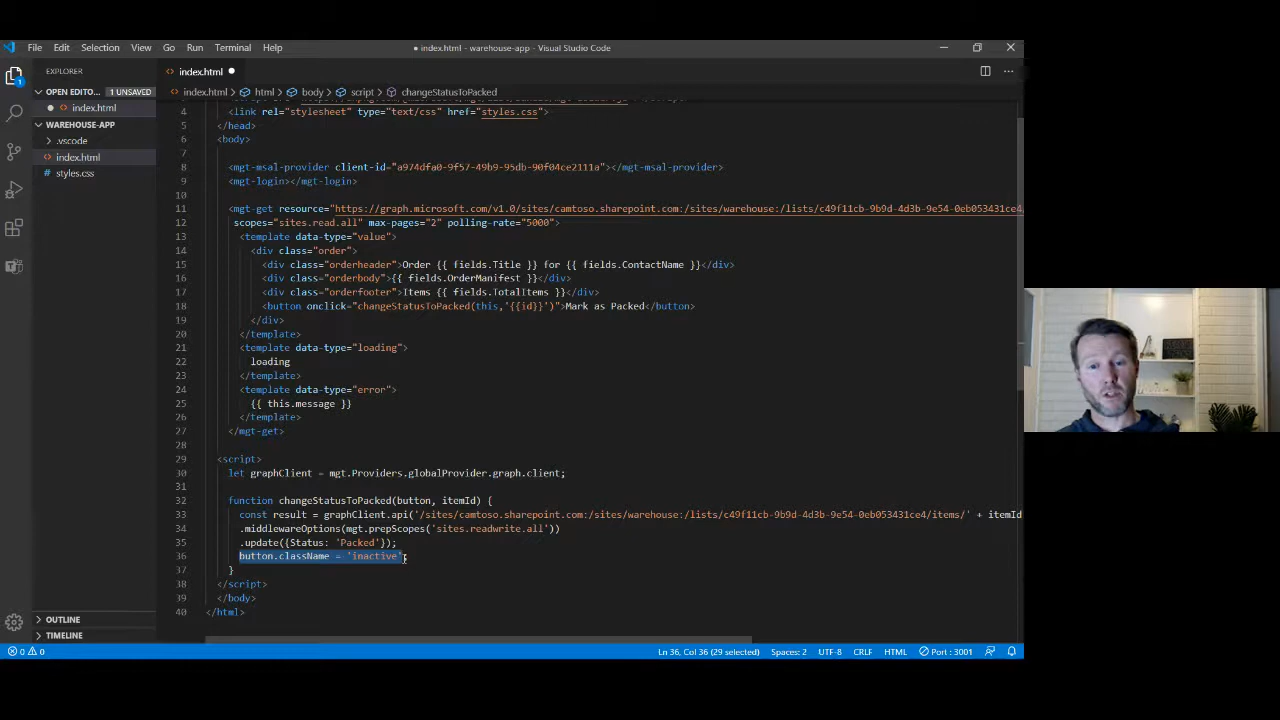 File Edit Selection View Go Run Terminal Help
● index.html - warehouse-app - Visual Studio Code
EXPLORER
OPEN EDITO... 1 UNSAVED
index.html
WAREHOUSE-APP
.vscode
index.html
styles.css
OUTLINE
TIMELINE
1
index.html
index.html html body script changeStatusToPacked
4 <link rel="stylesheet" type="text/css" href="styles.css">
5 </head>
6 <body>
7
8 <mgt-msal-provider client-id="a974dfa0-9f57-49b9-95db-90f04ce2111a"></mgt-msal-provider>
9 <mgt-login></mgt-login>
10
11 <mgt-get resource="https://graph.microsoft.com/v1.0/sites/camtoso.sharepoint.com:/sites/warehouse:/lists/c49f11cb-9b9d-4d3b-9e54-0eb053431ce4/
12 scopes="sites.read.all" max-pages="2" polling-rate="5000">
13 <template data-type="value">
14 <div class="order">
15 <div class="orderheader">Order {{ fields.Title }} for {{ fields.ContactName }}</div>
16 <div class="orderbody">{{ fields.OrderManifest }}</div>
17 <div class="orderfooter">Items {{ fields.TotalItems }}</div>
18 <button onclick="changeStatusToPacked(this,'{{id}}')">Mark as Packed</button>
19 </div>
20 </template>
21 <template data-type="loading">
22 loading
23 </template>
24 <template data-type="error">
25 {{ this.message }}
26 </template>
27 </mgt-get>
28
29 <script>
30 let graphClient = mgt.Providers.globalProvider.graph.client;
31
32 function changeStatusToPacked(button, itemId) {
33 const result = graphClient.api('/sites/camtoso.sharepoint.com:/sites/warehouse:/lists/c49f11cb-9b9d-4d3b-9e54-0eb053431ce4/items/' + itemId
34 .middlewareOptions(mgt.prepScopes('sites.readwrite.all'))
35 .update({Status: 'Packed'});
36 button.className = 'inactive';
37 }
38 </script>
39 </body>
40 </html>
0 0 Ln 36, Col 36 (29 selected) Spaces: 2 UTF-8 CRLF HTML Port : 3001